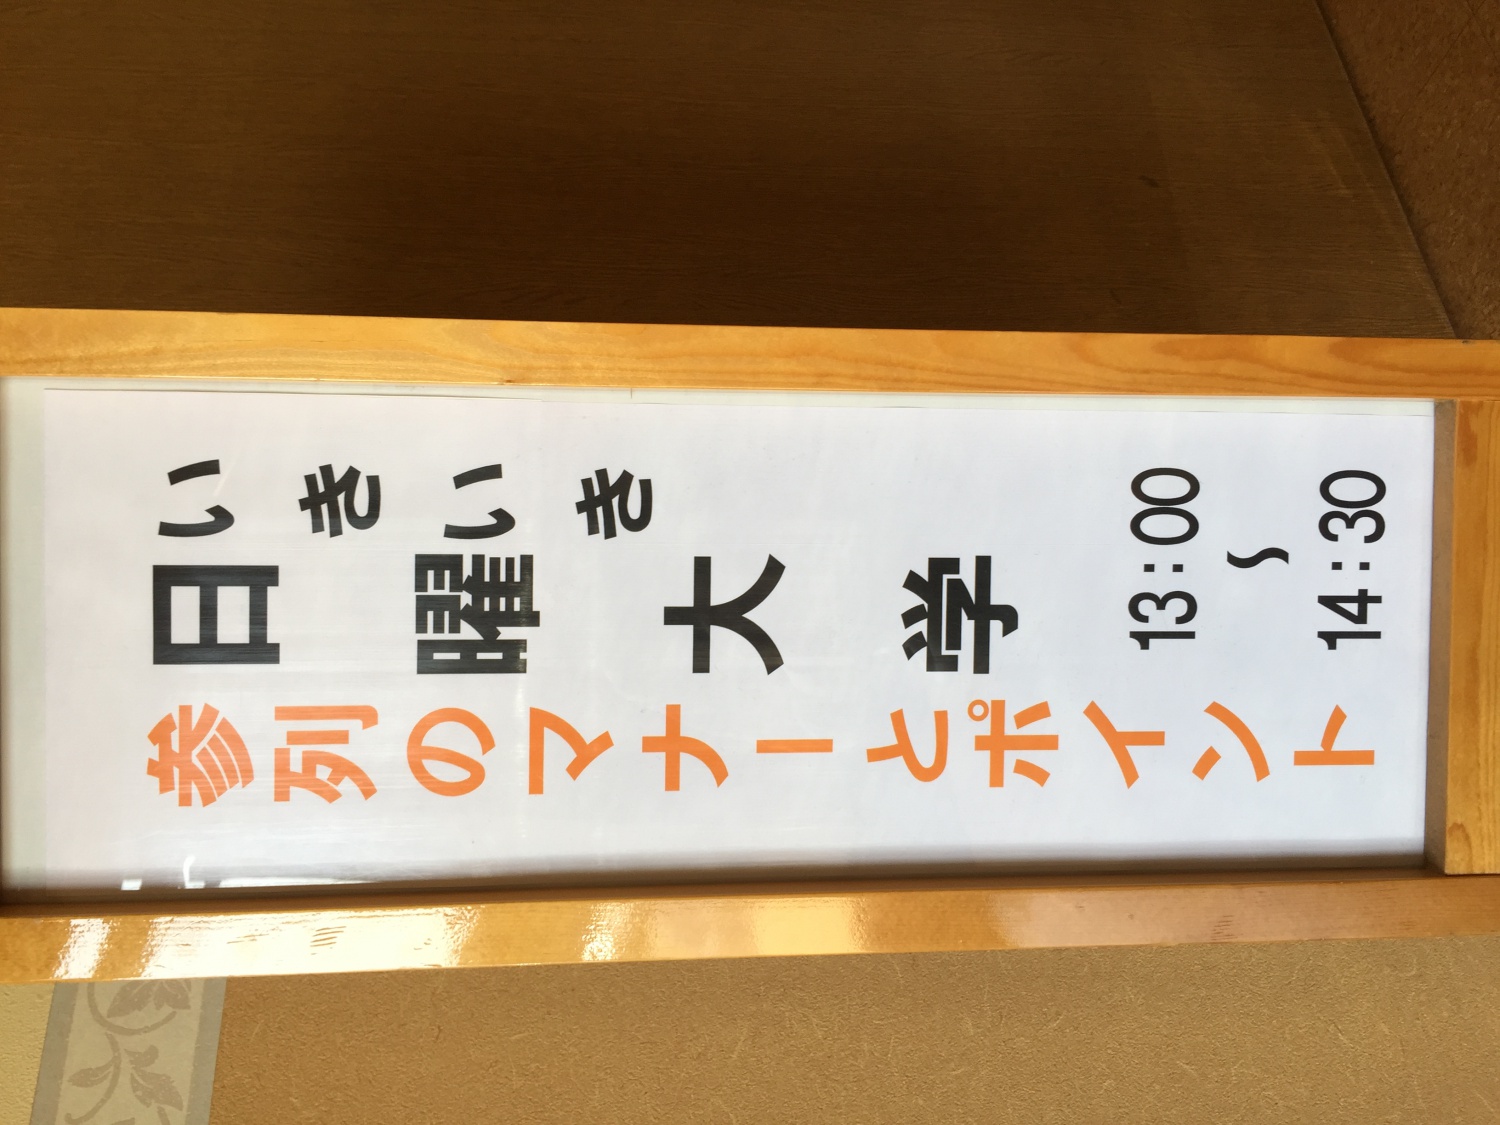 いきいき
日曜大学
13:00
〜
14:30
参列のマナーとポイント